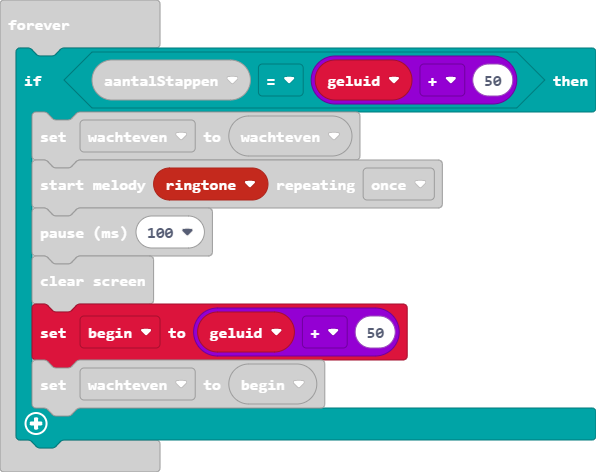 forever
if aantalStappen = geluid + 50 then
set wachteven to wachteven
start melody ringtone repeating once
pause (ms) 100
clear screen
set begin to geluid + 50
set wachteven to begin